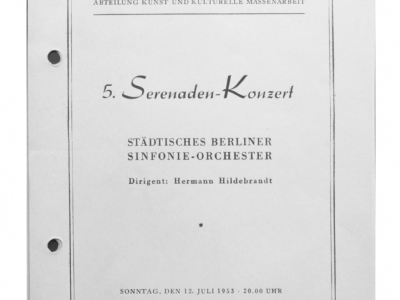 ABTEILUNG KUNST UND KULTURELLE MASSENARBEIT
5. Serenaden-Konzert
STÄDTISCHES BERLINER
SINFONIE-ORCHESTER
Dirigent: Hermann Hildebrandt
*
SONNTAG, DEN 12. JULI 1953 · 20.00 UHR